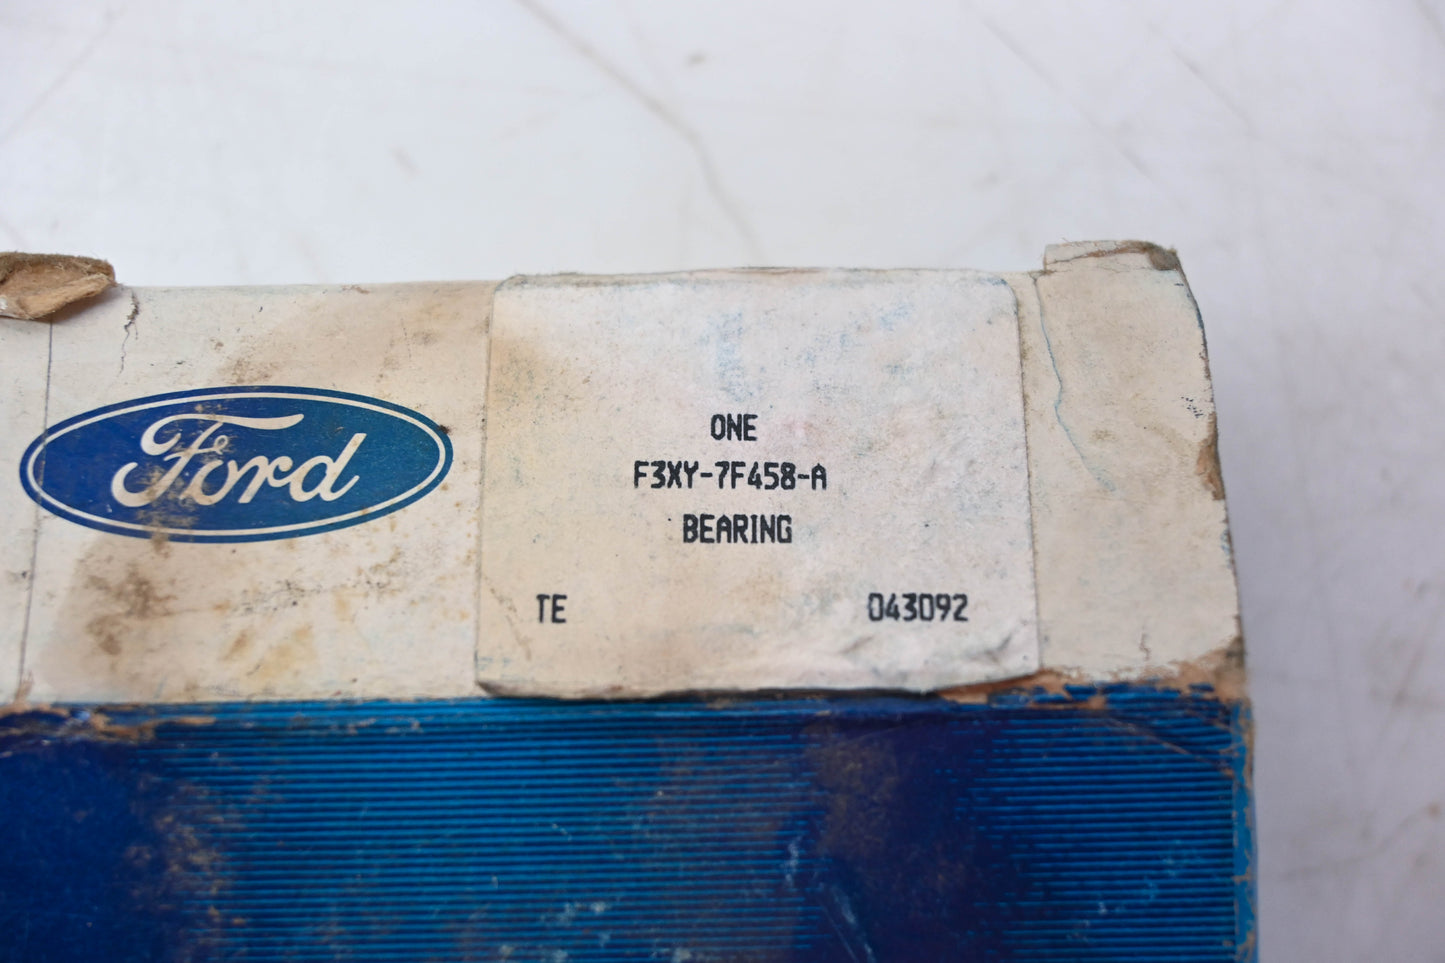 Ford
ONE
F3XY-7F458-A
BEARING
TE 043092